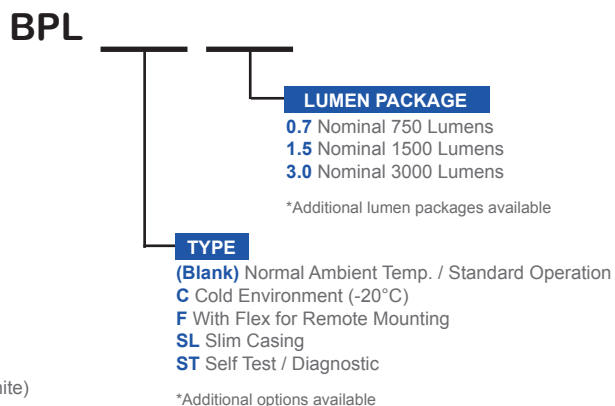 BPL
LUMEN PACKAGE
0.7 Nominal 750 Lumens
1.5 Nominal 1500 Lumens
3.0 Nominal 3000 Lumens
*Additional lumen packages available
TYPE
(Blank) Normal Ambient Temp. / Standard Operation
C Cold Environment (-20°C)
F With Flex for Remote Mounting
SL Slim Casing
ST Self Test / Diagnostic
*Additional options available